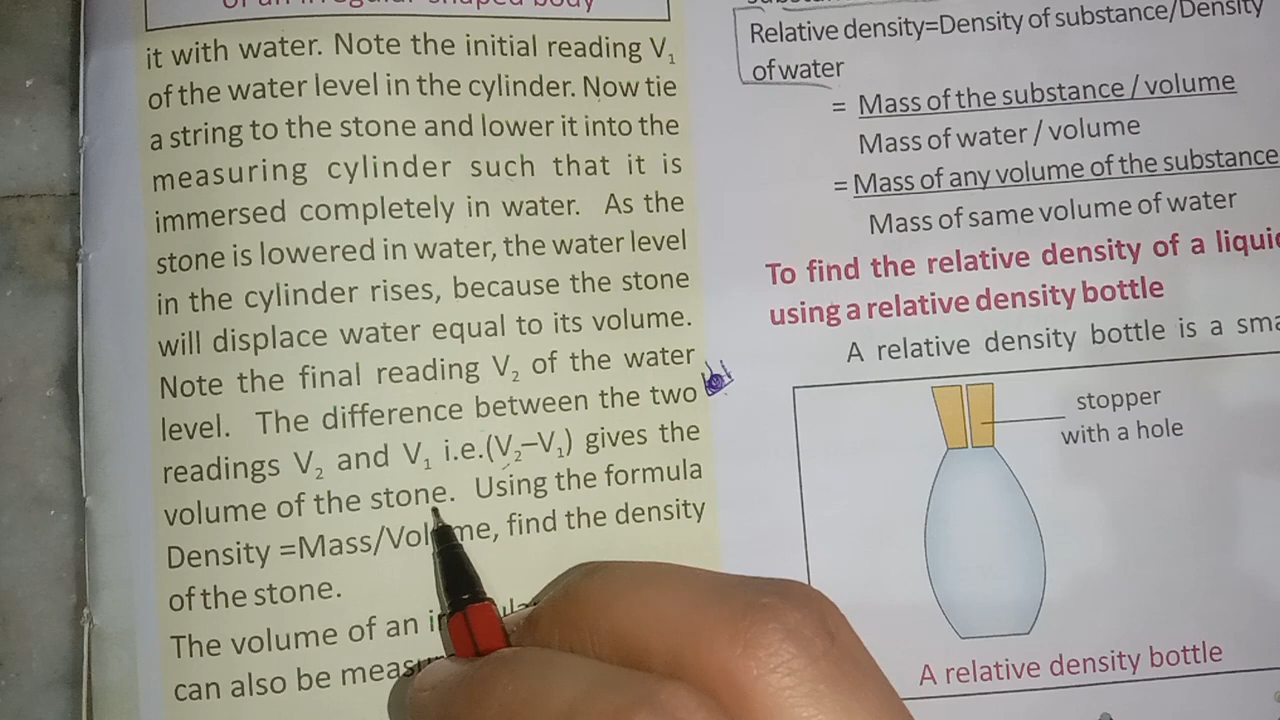 of an irregular shaped body
it with water. Note the initial reading V₁
of the water level in the cylinder. Now tie
a string to the stone and lower it into the
measuring cylinder such that it is
immersed completely in water. As the
stone is lowered in water, the water level
in the cylinder rises, because the stone
will displace water equal to its volume.
Note the final reading V₂ of the water
level. The difference between the two
readings V₂ and V₁ i.e.(V₂–V₁) gives the
volume of the stone. Using the formula
Density =Mass/Volume, find the density
of the stone.
The volume of an
can also be
Relative density=Density of substance/Density
of water
= Mass of the substance / volume
Mass of water / volume
= Mass of any volume of the substance
Mass of same volume of water
To find the relative density of a liquid
using a relative density bottle
A relative density bottle is a
stopper
with a hole
A relative density bottle